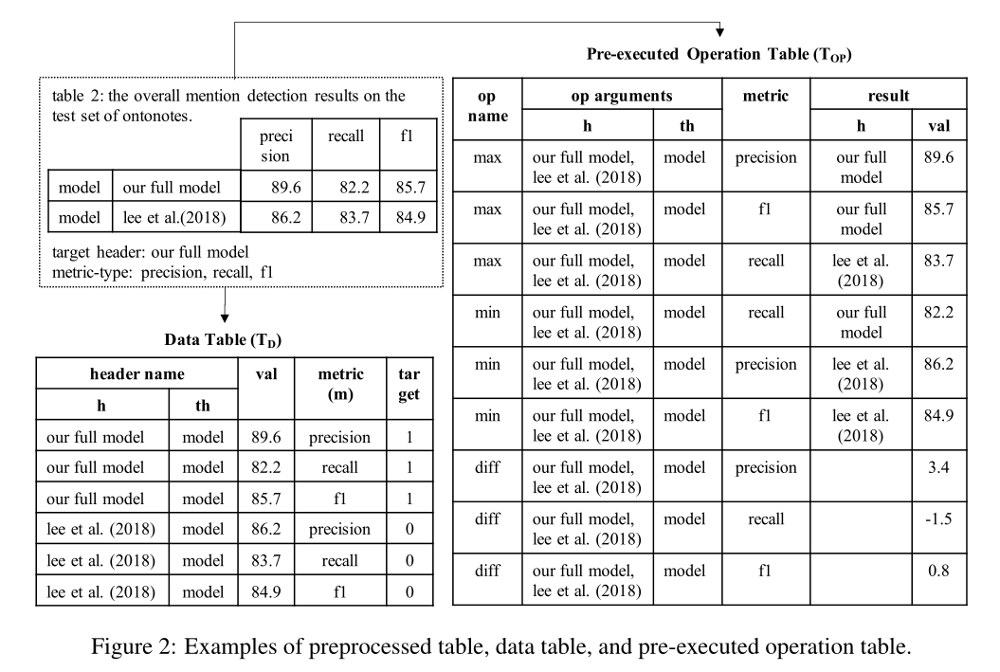 Pre-executed Operation Table (TOP)
table 2: the overall mention detection results on the
test set of ontonotes.
preci
sion
recall
f1
model
our full model
89.6
82.2
85.7
model
lee et al.(2018)
86.2
83.7
84.9
target header: our full model
metric-type: precision, recall, f1
Data Table (TD)
header name
val
metric
(m)
tar
get
h
th
our full model
model
89.6
precision
1
our full model
model
82.2
recall
1
our full model
model
85.7
f1
1
lee et al. (2018)
model
86.2
precision
0
lee et al. (2018)
model
83.7
recall
0
lee et al. (2018)
model
84.9
f1
0
op
name
op arguments
metric
result
h
th
h
val
max
our full model,
lee et al. (2018)
model
precision
our full
model
89.6
max
our full model,
lee et al. (2018)
model
f1
our full
model
85.7
max
our full model,
lee et al. (2018)
model
recall
lee et al.
(2018)
83.7
min
our full model,
lee et al. (2018)
model
recall
our full
model
82.2
min
our full model,
lee et al. (2018)
model
precision
lee et al.
(2018)
86.2
min
our full model,
lee et al. (2018)
model
f1
lee et al.
(2018)
84.9
diff
our full model,
lee et al. (2018)
model
precision
3.4
diff
our full model,
lee et al. (2018)
model
recall
-1.5
diff
our full model,
lee et al. (2018)
model
f1
0.8
Figure 2: Examples of preprocessed table, data table, and pre-executed operation table.